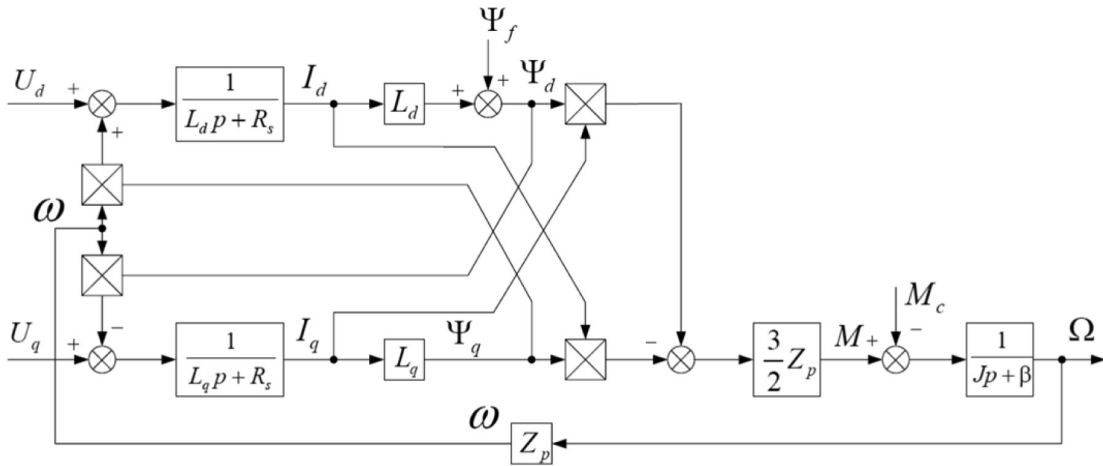 Ψ_f
U_d + 1 / (L_d p + R_s) I_d L_d + + Ψ_d
+
ω
−
U_q + 1 / (L_q p + R_s) I_q L_q Ψ_q − 3/2 Z_p M + − M_c 1 / (Jp + β) Ω
ω Z_p